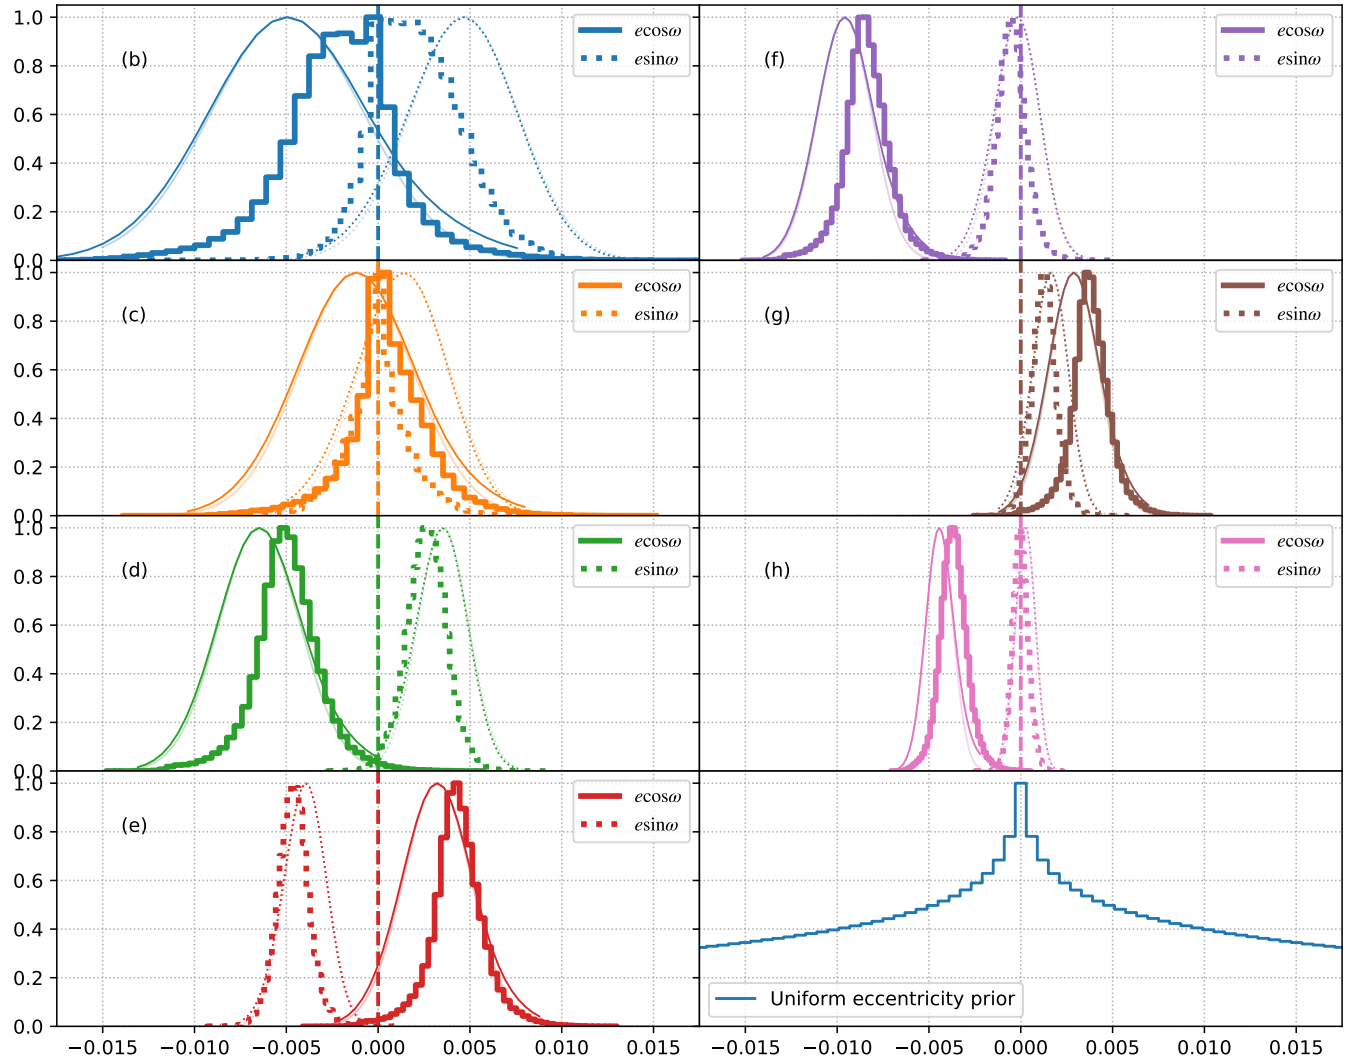 1.0
0.8
0.6
0.4
0.2
0.0
(b)
ecosω
esinω
(f)
ecosω
esinω
1.0
0.8
0.6
0.4
0.2
0.0
(c)
ecosω
esinω
(g)
ecosω
esinω
1.0
0.8
0.6
0.4
0.2
0.0
(d)
ecosω
esinω
(h)
ecosω
esinω
1.0
0.8
0.6
0.4
0.2
0.0
(e)
ecosω
esinω
Uniform eccentricity prior
−0.015 −0.010 −0.005 0.000 0.005 0.010 0.015 −0.015 −0.010 −0.005 0.000 0.005 0.010 0.015